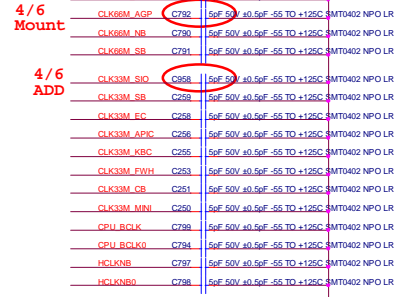 4/6
Mount
CLK66M_AGP C792 5pF 50V ±0.5pF -55 TO +125C SMT0402 NPO LR
CLK66M_NB C790 5pF 50V ±0.5pF -55 TO +125C SMT0402 NPO LR
CLK66M_SB C791 5pF 50V ±0.5pF -55 TO +125C SMT0402 NPO LR
4/6
ADD
CLK33M_SIO C958 5pF 50V ±0.5pF -55 TO +125C SMT0402 NPO LR
CLK33M_SB C259 5pF 50V ±0.5pF -55 TO +125C SMT0402 NPO LR
CLK33M_EC C258 5pF 50V ±0.5pF -55 TO +125C SMT0402 NPO LR
CLK33M_APIC C256 5pF 50V ±0.5pF -55 TO +125C SMT0402 NPO LR
CLK33M_KBC C255 5pF 50V ±0.5pF -55 TO +125C SMT0402 NPO LR
CLK33M_FWH C253 5pF 50V ±0.5pF -55 TO +125C SMT0402 NPO LR
CLK33M_CB C251 5pF 50V ±0.5pF -55 TO +125C SMT0402 NPO LR
CLK33M_MINI C250 5pF 50V ±0.5pF -55 TO +125C SMT0402 NPO LR
CPU_BCLK C799 5pF 50V ±0.5pF -55 TO +125C SMT0402 NPO LR
CPU_BCLK0 C794 5pF 50V ±0.5pF -55 TO +125C SMT0402 NPO LR
HCLKNB C797 5pF 50V ±0.5pF -55 TO +125C SMT0402 NPO LR
HCLKNB0 C798 5pF 50V ±0.5pF -55 TO +125C SMT0402 NPO LR